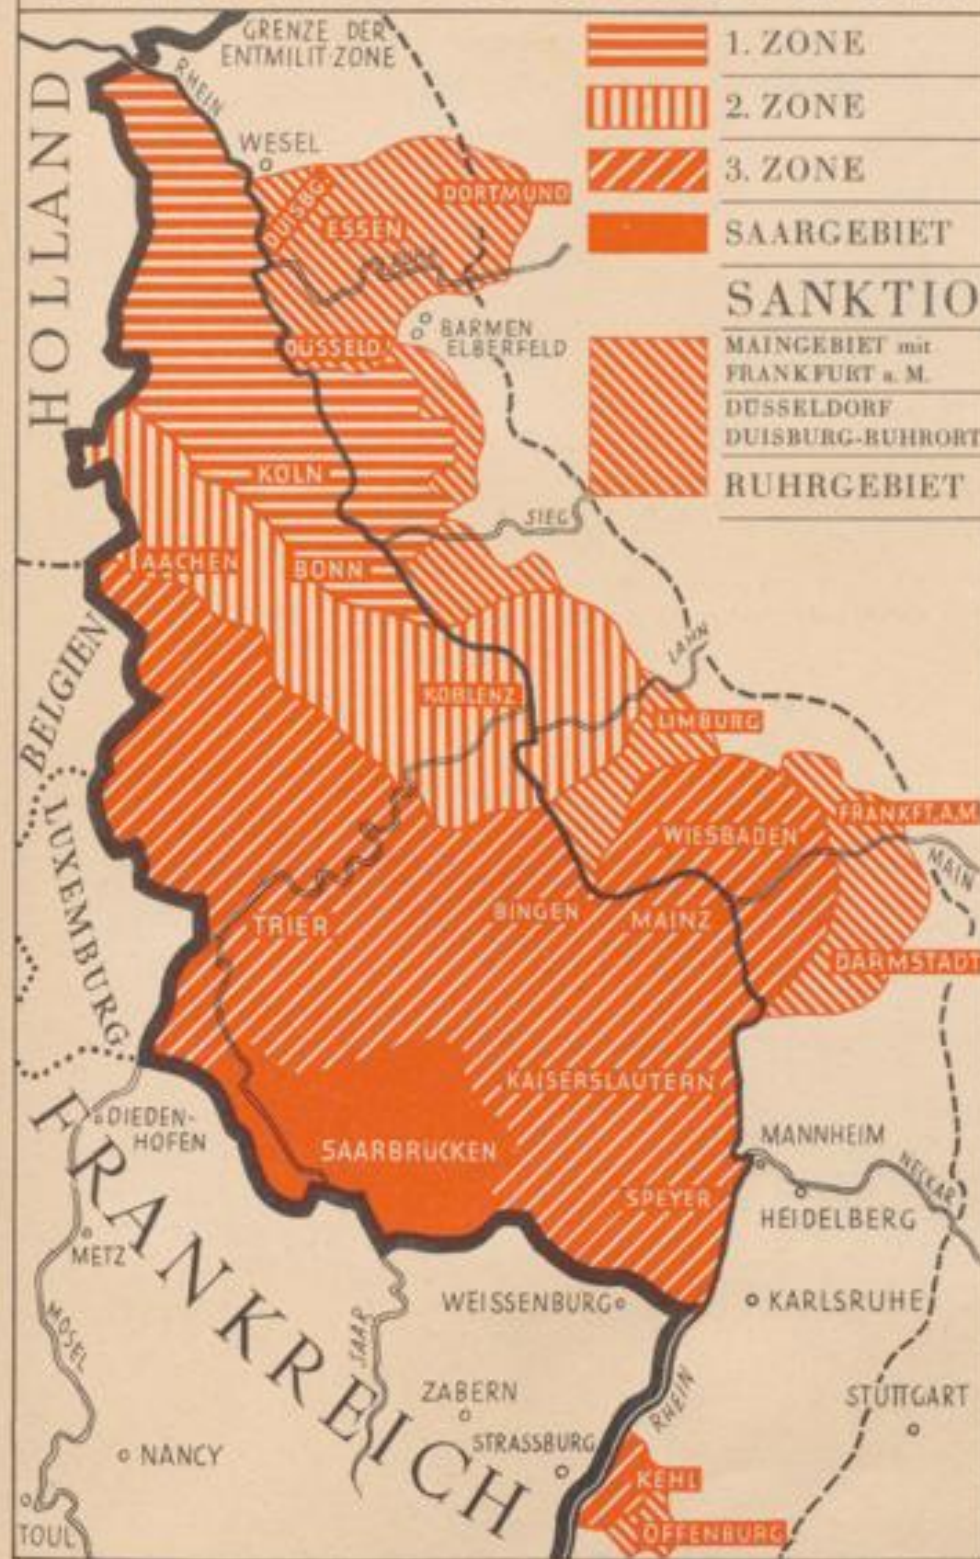 GRENZE DER
ENTMILIT·ZONE
1. ZONE
2. ZONE
3. ZONE
SAARGEBIET
SANKTIO
MAINGEBIET mit
FRANKFURT a. M.
DÜSSELDORF
DUISBURG-RUHRORT
RUHRGEBIET
HOLLAND
RHEIN
WESEL
DUISBG.
DORTMUND
ESSEN
BARMEN
ELBERFELD
DÜSSELD.
KÖLN
SIEG
AACHEN
BONN
BELGIEN
LAHN
KOBLENZ
LIMBURG
LUXEMBURG
FRANKFT.A.M
WIESBADEN
MAIN
TRIER
BINGEN
MAINZ
DARMSTADT
KAISERSLAUTERN
DIEDEN-
HOFEN
FRANKREICH
SAARBRÜCKEN
MANNHEIM
NECKAR
SPEYER
HEIDELBERG
METZ
WEISSENBURG
KARLSRUHE
MOSEL
SAAR
ZABERN
RHEIN
STUTTGART
STRASSBURG
NANCY
KEHL
TOUL
OFFENBURG